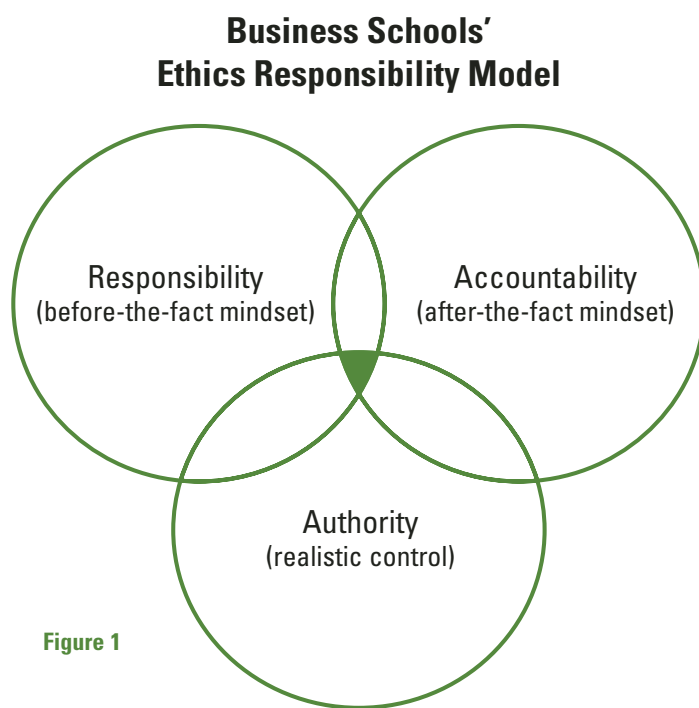 Business Schools'
Ethics Responsibility Model
Responsibility
(before-the-fact mindset)
Accountability
(after-the-fact mindset)
Authority
(realistic control)
Figure 1